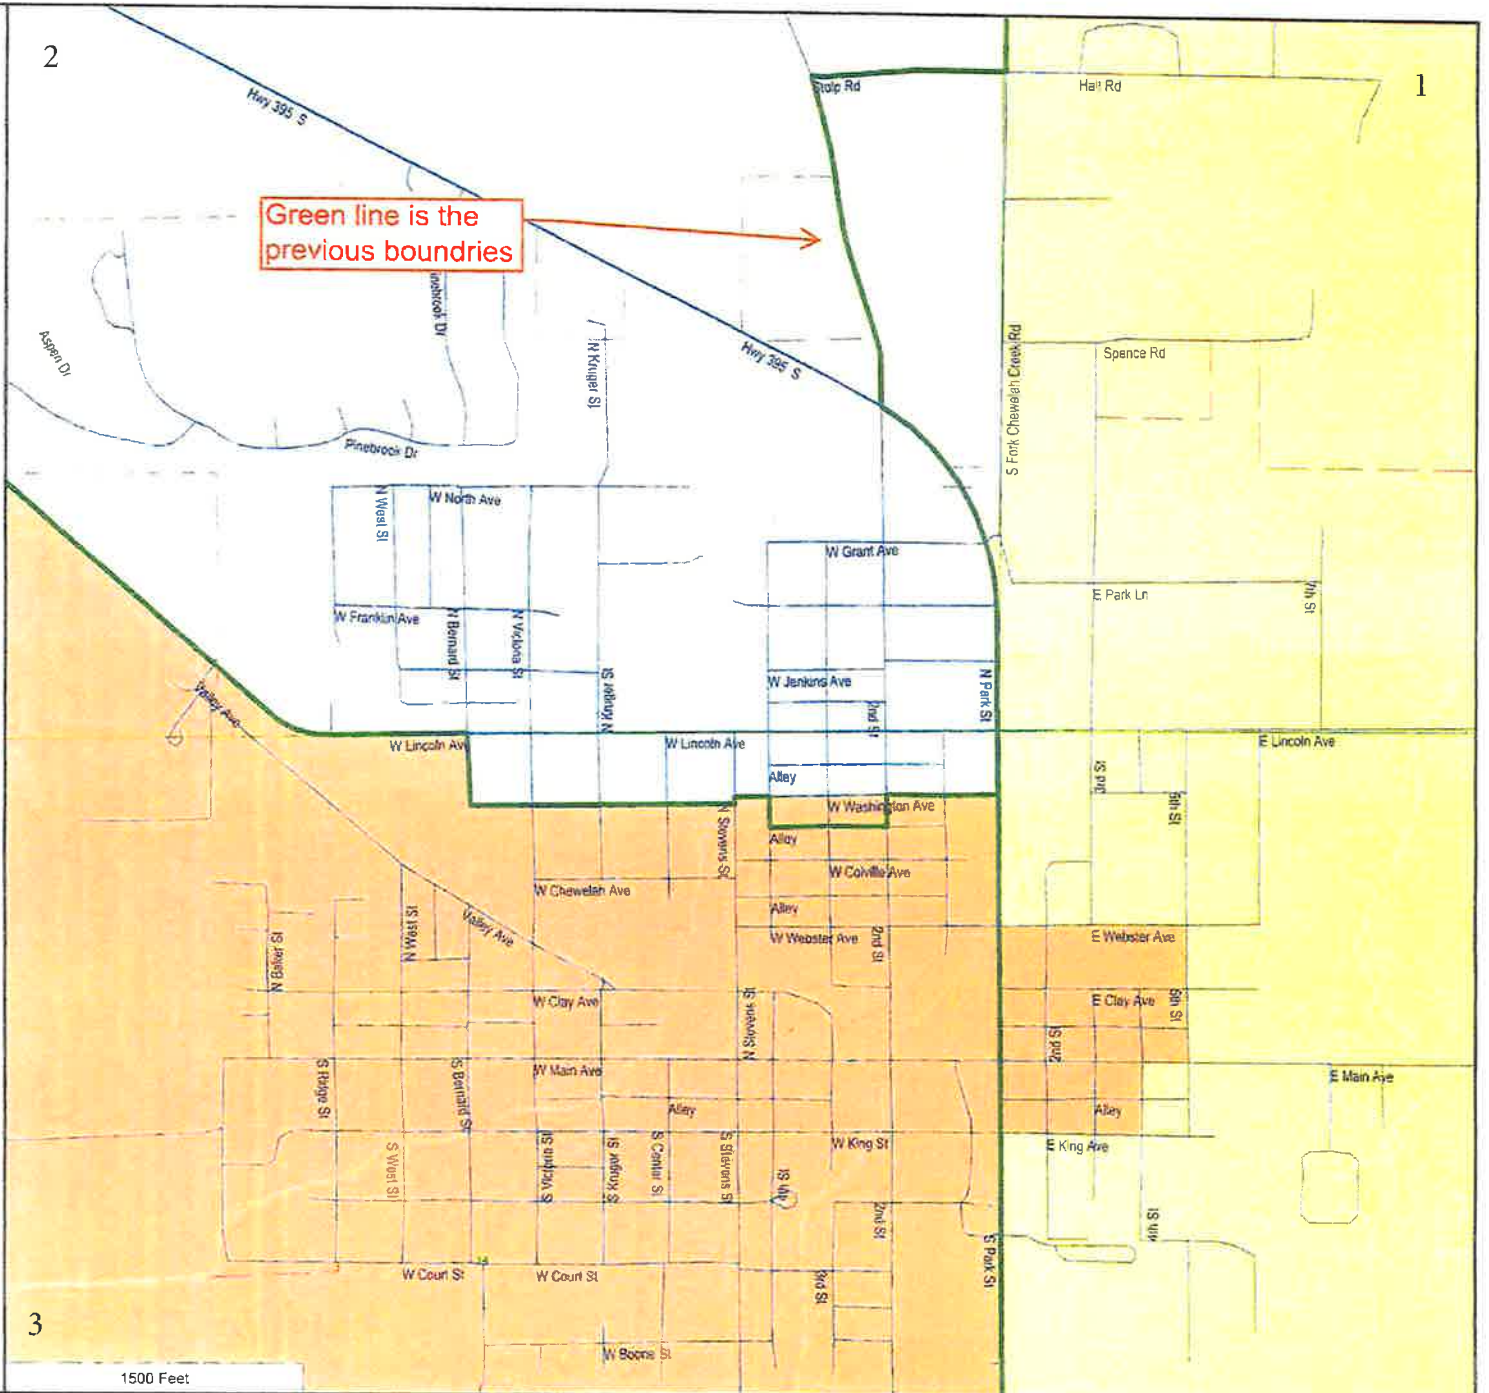 2
1
Hwy 395 S
Stolp Rd
Hall Rd
Green line is the
previous boundries
Aspen Dr
N Kruger St
Hwy 395 S
S Fork Chewelah Creek Rd
Spence Rd
Pinebrook Dr
N West St
W North Ave
W Grant Ave
E Park Ln
7th St
W Franklin Ave
N Bernard St
N Victoria St
N Kruger St
W Jenkins Ave
2nd St
N Park St
Valley Ave
W Lincoln Ave
W Lincoln Ave
E Lincoln Ave
Alley
3rd St
5th St
W Washington Ave
N Stevens St
Alley
W Colville Ave
W Chewelah Ave
Alley
N West St
Valley Ave
W Webster Ave
2nd St
E Webster Ave
N Baker St
W Clay Ave
N Stevens St
E Clay Ave
6th St
2nd St
S Ridge St
S Bernard St
W Main Ave
E Main Ave
Alley
Alley
S West St
S Victoria St
S Kruger St
S Center St
S Stevens St
4th St
W King St
E King Ave
2nd St
4th St
S Park St
W Court St
W Court St
3rd St
3
W Boone St
1500 Feet